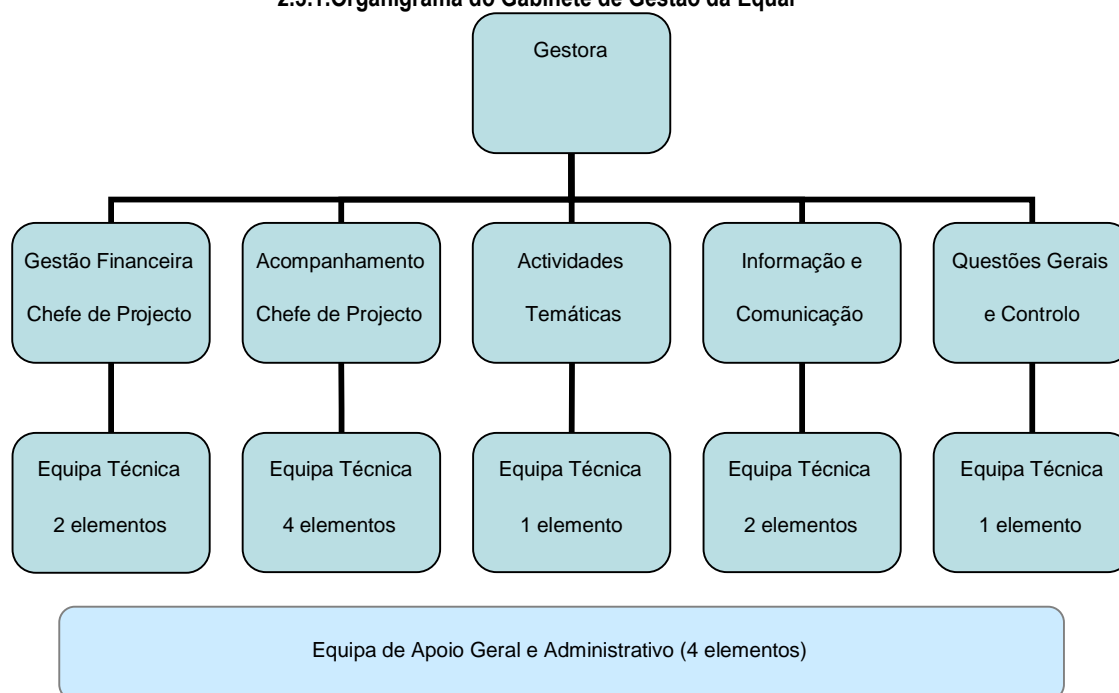 2.3.1.Organigrama do Gabinete de Gestão da Equal
Gestora
Gestão Financeira
Chefe de Projecto
Acompanhamento
Chefe de Projecto
Actividades
Temáticas
Informação e
Comunicação
Questões Gerais
e Controlo
Equipa Técnica
2 elementos
Equipa Técnica
4 elementos
Equipa Técnica
1 elemento
Equipa Técnica
2 elementos
Equipa Técnica
1 elemento
Equipa de Apoio Geral e Administrativo (4 elementos)